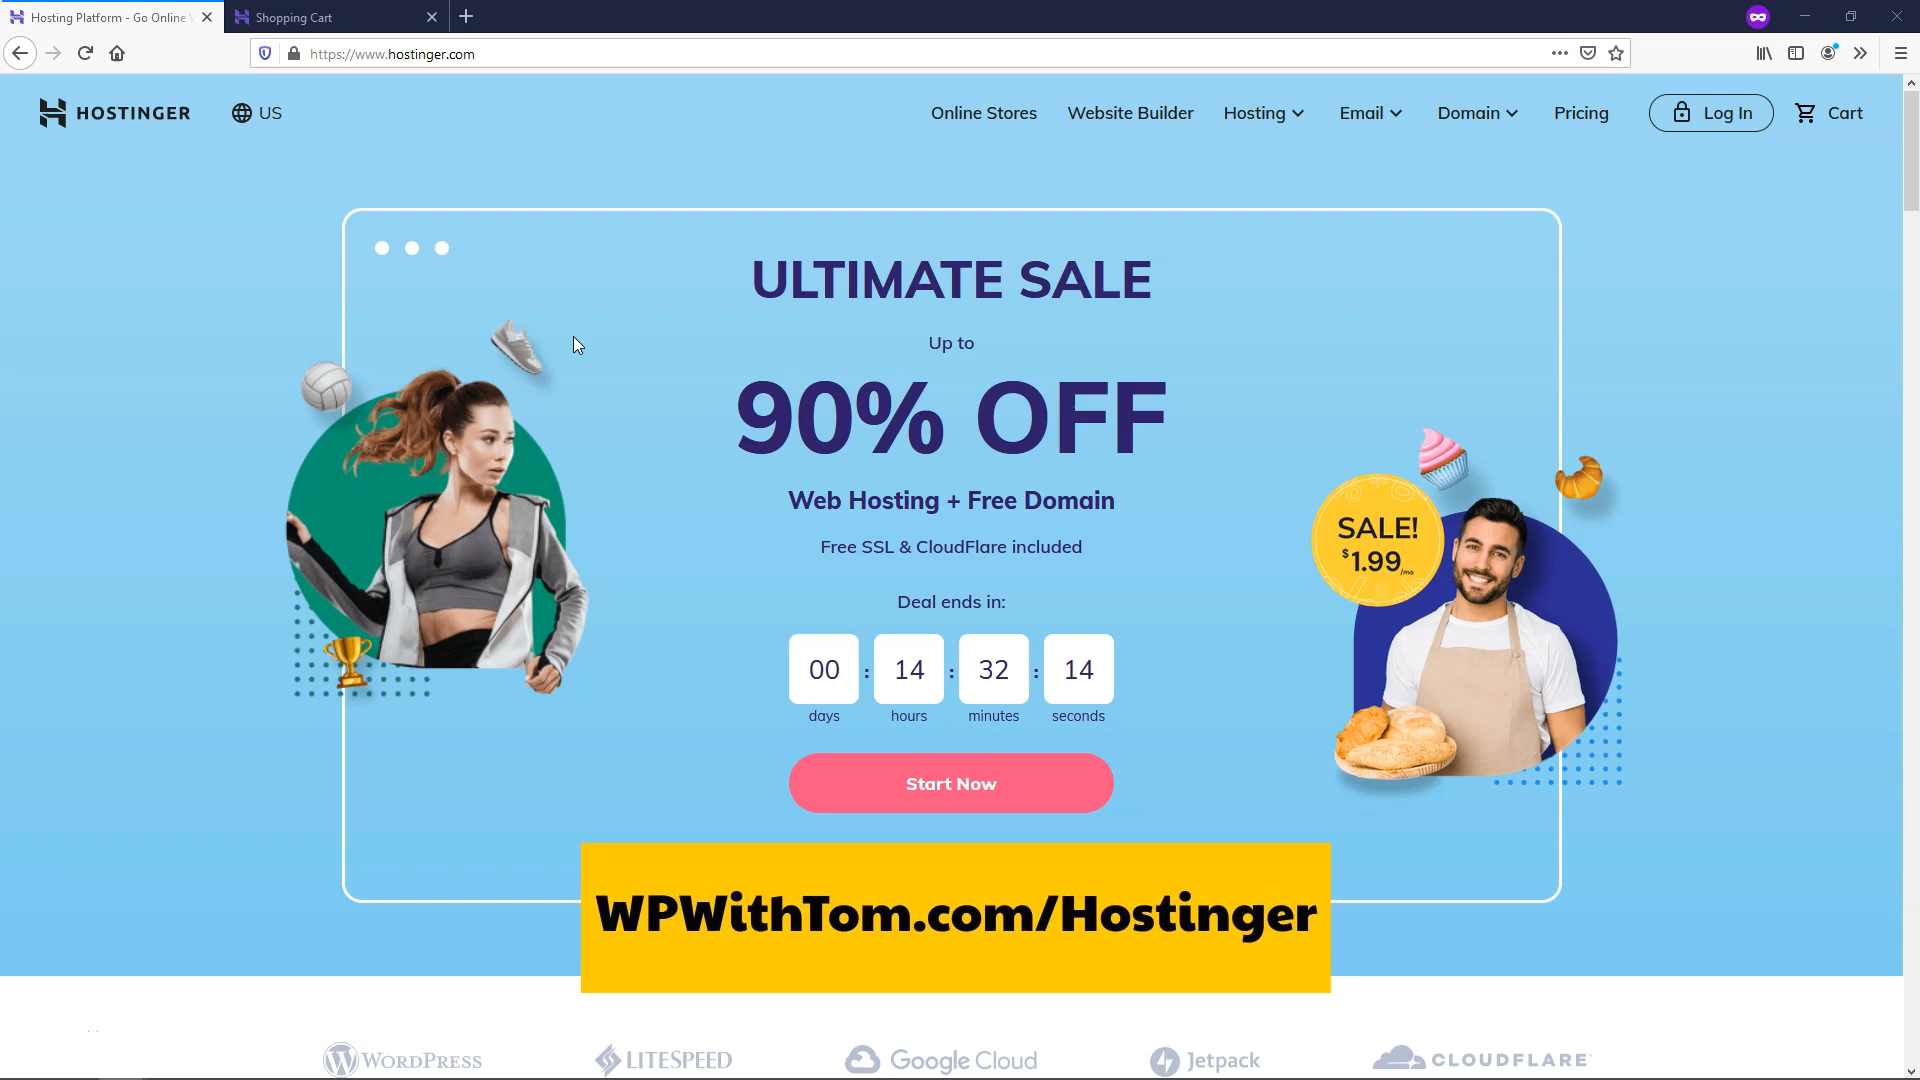 Hosting Platform - Go Online
Shopping Cart
https://www.hostinger.com
HOSTINGER
US
Online Stores
Website Builder
Hosting
Email
Domain
Pricing
Log In
Cart
ULTIMATE SALE
Up to
90% OFF
Web Hosting + Free Domain
Free SSL & CloudFlare included
SALE!
$1.99/mo
Deal ends in:
00 : 14 : 32 : 14
days hours minutes seconds
Start Now
WPWithTom.com/Hostinger
WORDPRESS
LITESPEED
Google Cloud
Jetpack
CLOUDFLARE